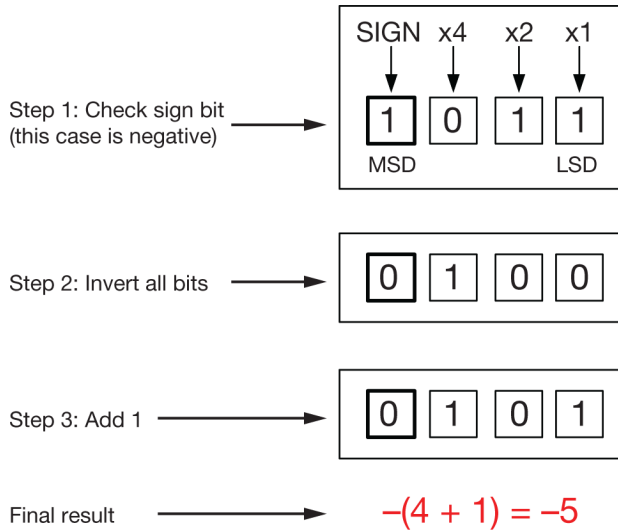 SIGN x4 x2 x1
Step 1: Check sign bit
(this case is negative)
1 0 1 1
MSD LSD
Step 2: Invert all bits
0 1 0 0
Step 3: Add 1
0 1 0 1
Final result
–(4 + 1) = –5